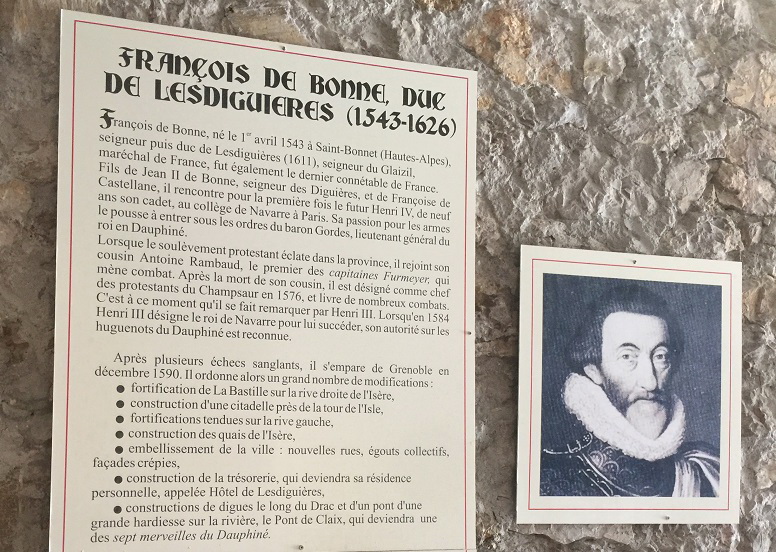 FRANÇOIS DE BONNE, DUC
DE LESDIGUIERES (1543-1626)
François de Bonne, né le 1er avril 1543 à Saint-Bonnet (Hautes-Alpes),
seigneur puis duc de Lesdiguières (1611), seigneur du Glaizil,
maréchal de France, fut également le dernier connétable de France.
Fils de Jean II de Bonne, seigneur des Diguières, et de Françoise de
Castellane, il rencontre pour la première fois le futur Henri IV, de neuf
ans son cadet, au collège de Navarre à Paris. Sa passion pour les armes
le pousse à entrer sous les ordres du baron Gordes, lieutenant général du
roi en Dauphiné.
Lorsque le soulèvement protestant éclate dans la province, il rejoint son
cousin Antoine Rambaud, le premier des capitaines Furmeyer, qui
mène combat. Après la mort de son cousin, il est désigné comme chef
des protestants du Champsaur en 1576, et livre de nombreux combats.
C'est à ce moment qu'il se fait remarquer par Henri III. Lorsqu'en 1584
Henri III désigne le roi de Navarre pour lui succéder, son autorité sur les
huguenots du Dauphiné est reconnue.
Après plusieurs échecs sanglants, il s'empare de Grenoble en
décembre 1590. Il ordonne alors un grand nombre de modifications :
● fortification de La Bastille sur la rive droite de l'Isère,
● construction d'une citadelle près de la tour de l'Isle,
● fortifications tendues sur la rive gauche,
● construction des quais de l'Isère,
● embellissement de la ville : nouvelles rues, égouts collectifs,
façades crépies,
● construction de la trésorerie, qui deviendra sa résidence
personnelle, appelée Hôtel de Lesdiguières,
● constructions de digues le long du Drac et d'un pont d'une
grande hardiesse sur la rivière, le Pont de Claix, qui deviendra une
des sept merveilles du Dauphiné.